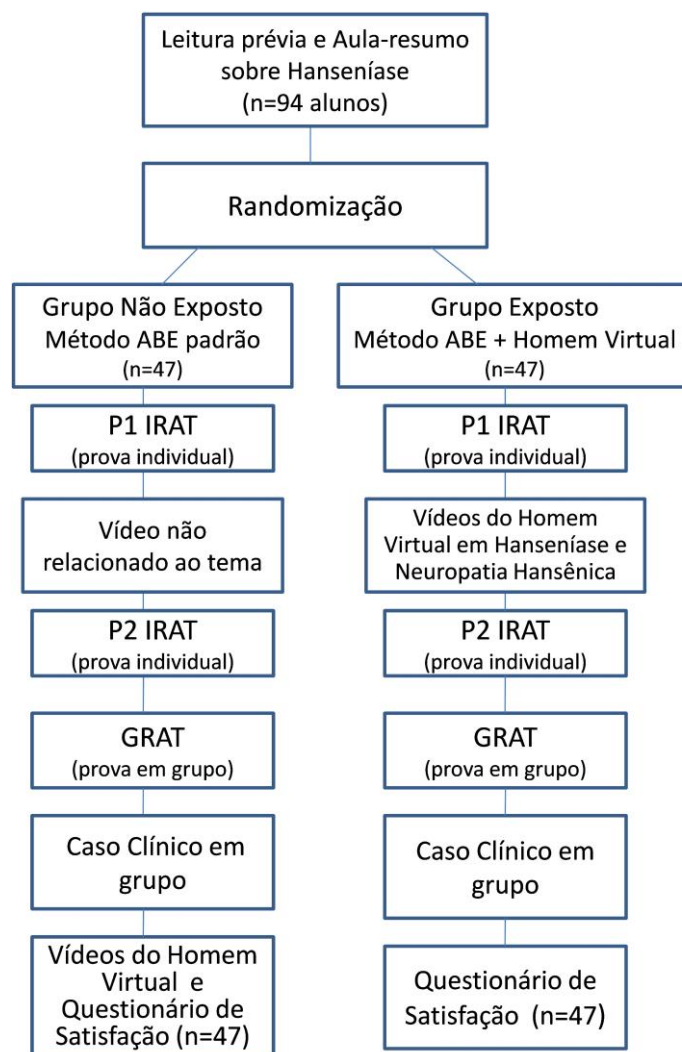 Leitura prévia e Aula-resumo
sobre Hanseníase
(n=94 alunos)
Randomização
Grupo Não Exposto
Método ABE padrão
(n=47)
P1 IRAT
(prova individual)
Vídeo não
relacionado ao tema
P2 IRAT
(prova individual)
GRAT
(prova em grupo)
Caso Clínico em
grupo
Vídeos do Homem
Virtual e
Questionário de
Satisfação (n=47)
Grupo Exposto
Método ABE + Homem Virtual
(n=47)
P1 IRAT
(prova individual)
Vídeos do Homem
Virtual em Hanseníase e
Neuropatia Hansênica
P2 IRAT
(prova individual)
GRAT
(prova em grupo)
Caso Clínico em
grupo
Questionário de
Satisfação (n=47)